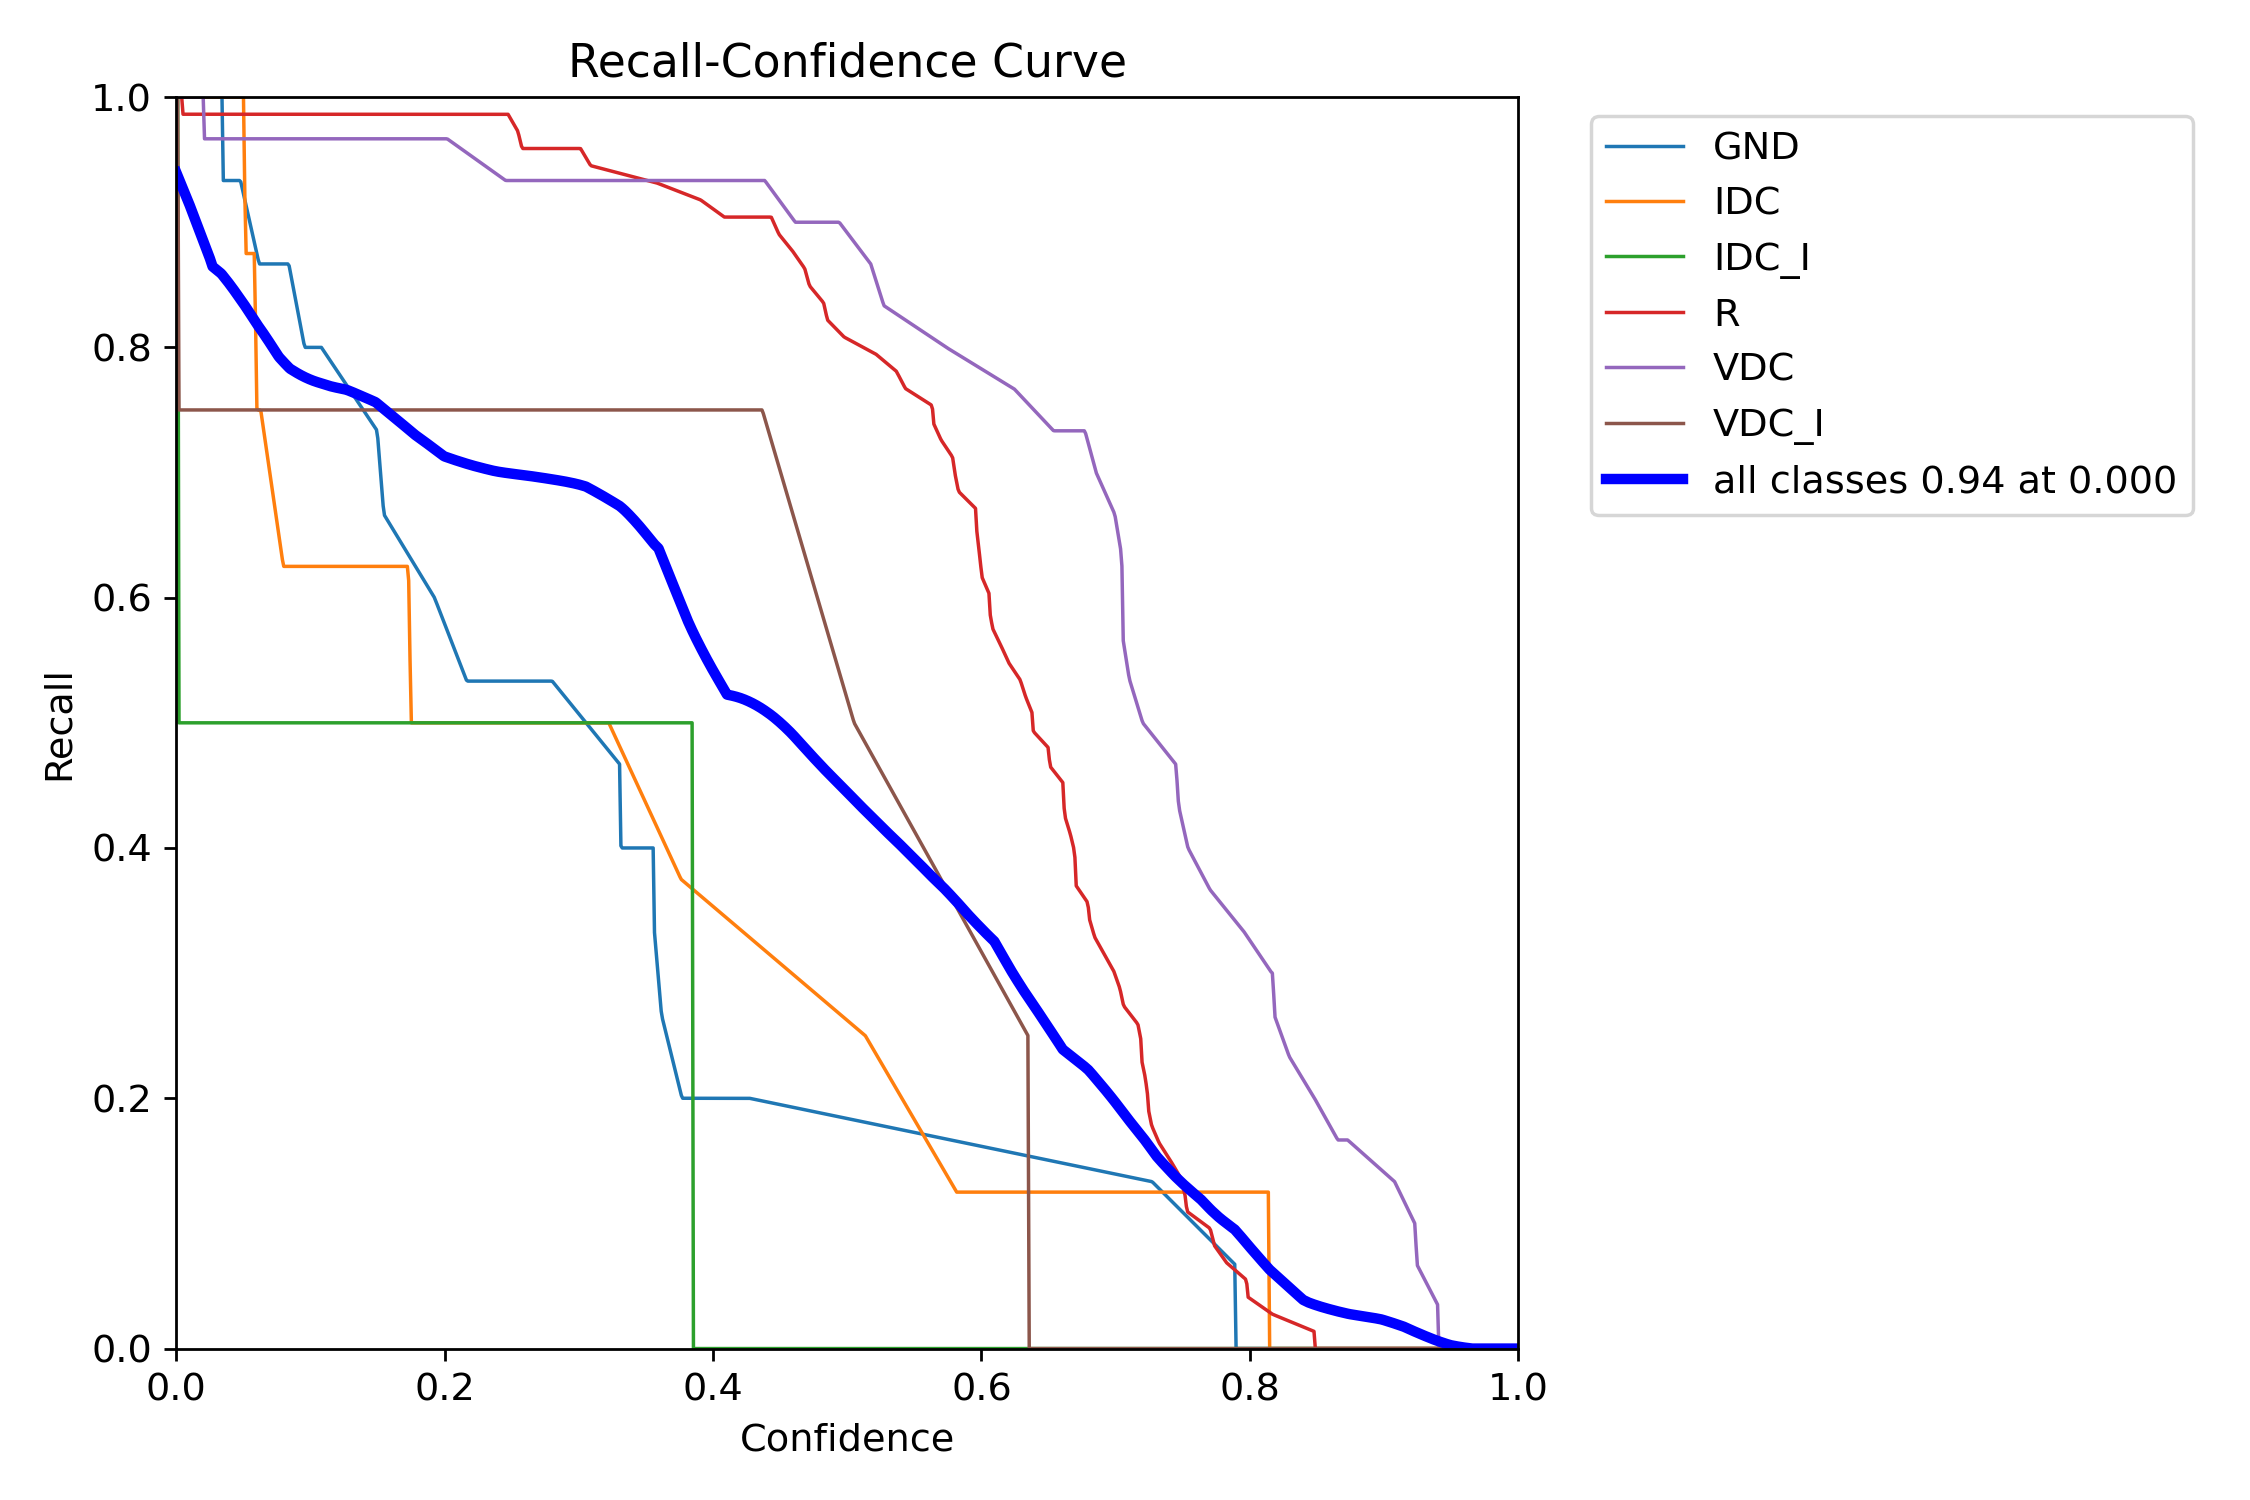 Recall-Confidence Curve
1.0
0.8
0.6
0.4
0.2
0.0
Recall
0.0 0.2 0.4 0.6 0.8 1.0
Confidence
GND
IDC
IDC_I
R
VDC
VDC_I
all classes 0.94 at 0.000